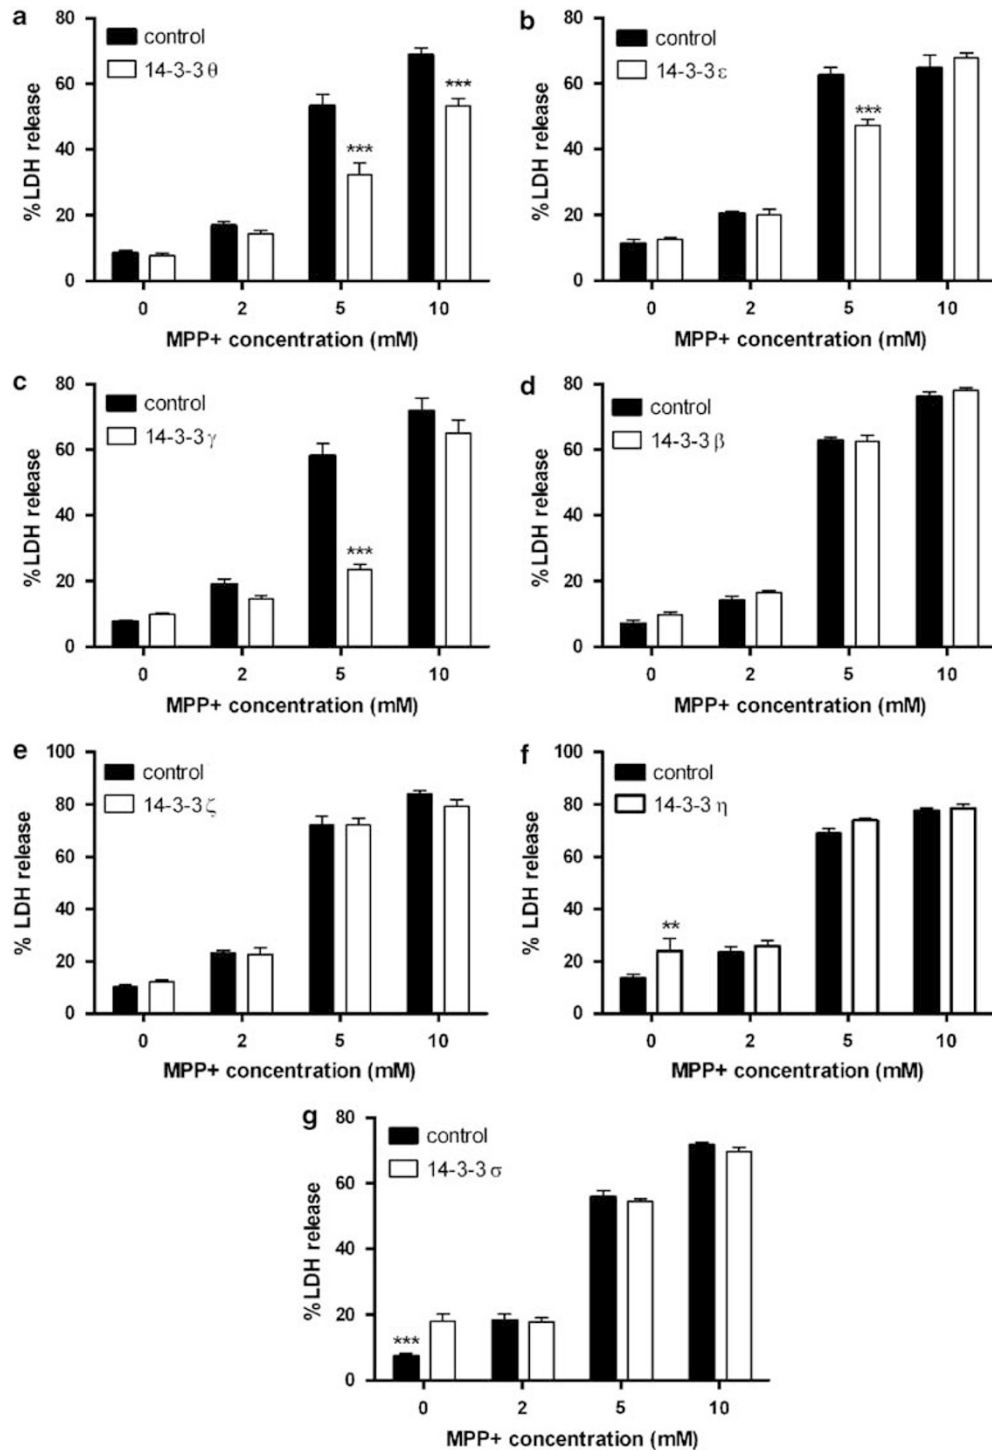 a
80
60
40
20
0
% LDH release
control
14-3-3 θ
***
***
0 2 5 10
MPP+ concentration (mM)
b
80
60
40
20
0
% LDH release
control
14-3-3 ε
***
0 2 5 10
MPP+ concentration (mM)
c
80
60
40
20
0
% LDH release
control
14-3-3 γ
***
0 2 5 10
MPP+ concentration (mM)
d
80
60
40
20
0
% LDH release
control
14-3-3 β
0 2 5 10
MPP+ concentration (mM)
e
100
80
60
40
20
0
% LDH release
control
14-3-3 ζ
0 2 5 10
MPP+ concentration (mM)
f
100
80
60
40
20
0
% LDH release
control
14-3-3 η
**
0 2 5 10
MPP+ concentration (mM)
g
80
60
40
20
0
% LDH release
control
14-3-3 σ
***
0 2 5 10
MPP+ concentration (mM)